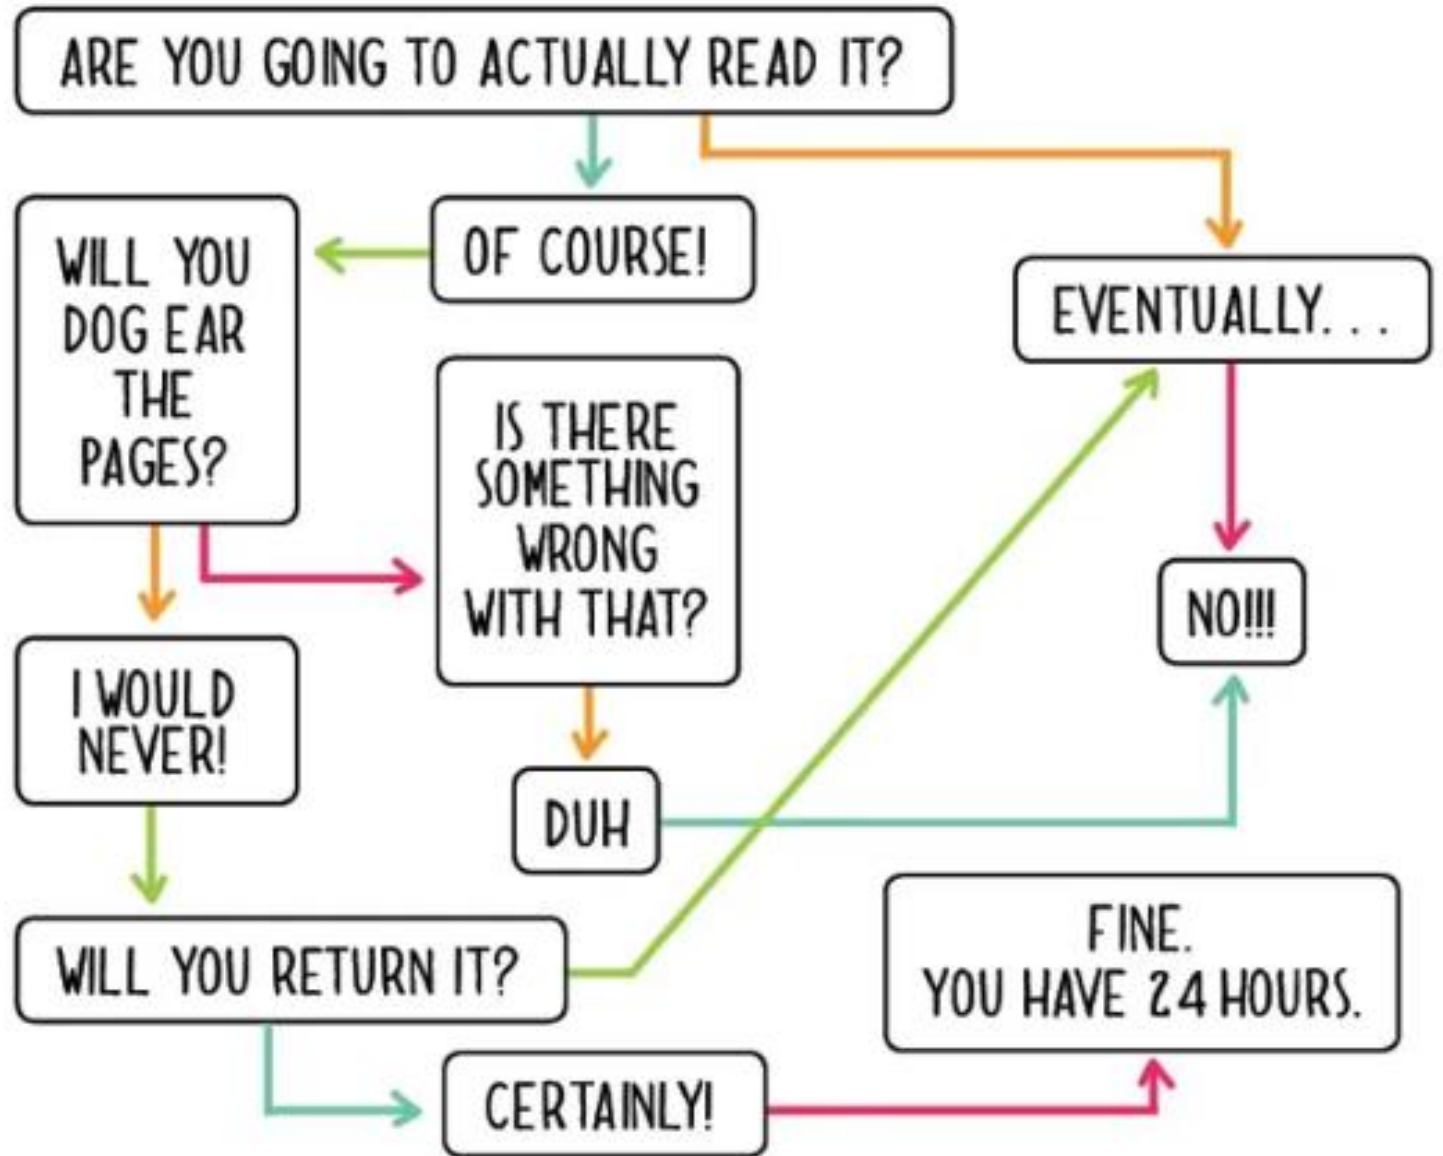 ARE YOU GOING TO ACTUALLY READ IT?
OF COURSE!
EVENTUALLY...
WILL YOU
DOG EAR
THE
PAGES?
IS THERE
SOMETHING
WRONG
WITH THAT?
NO!!!
I WOULD
NEVER!
DUH
WILL YOU RETURN IT?
FINE.
YOU HAVE 24 HOURS.
CERTAINLY!